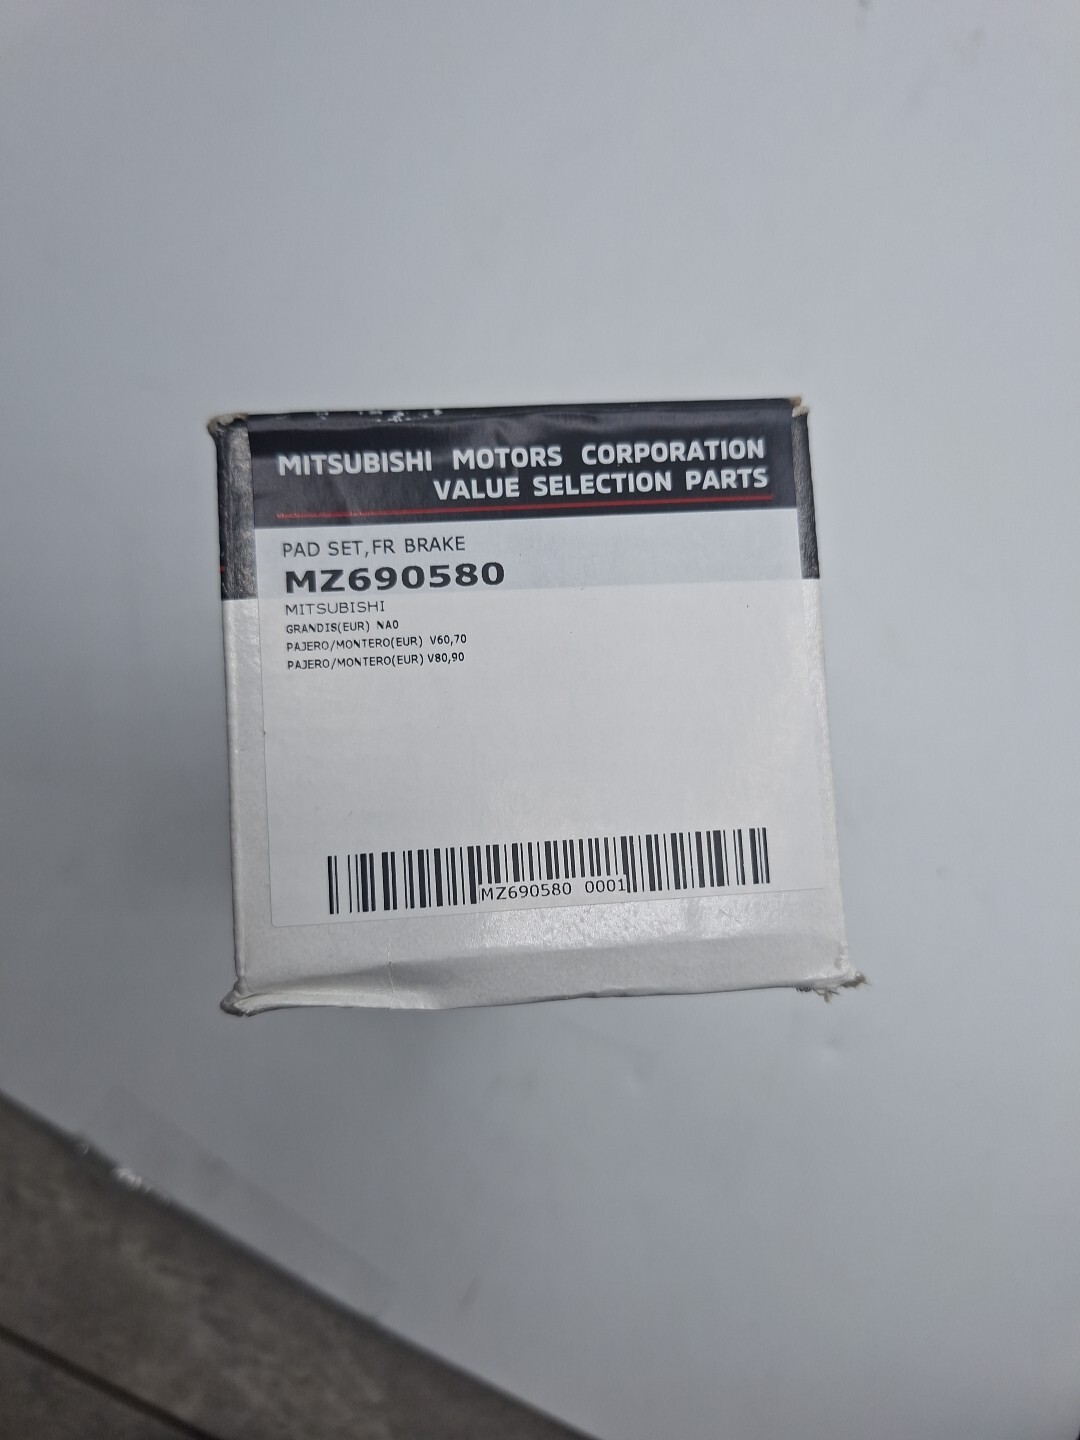 MITSUBISHI MOTORS CORPORATION
VALUE SELECTION PARTS
PAD SET,FR BRAKE
MZ690580
MITSUBISHI
GRANDIS(EUR) NA0
PAJERO/MONTERO(EUR) V60,70
PAJERO/MONTERO(EUR) V80,90
MZ690580 0001